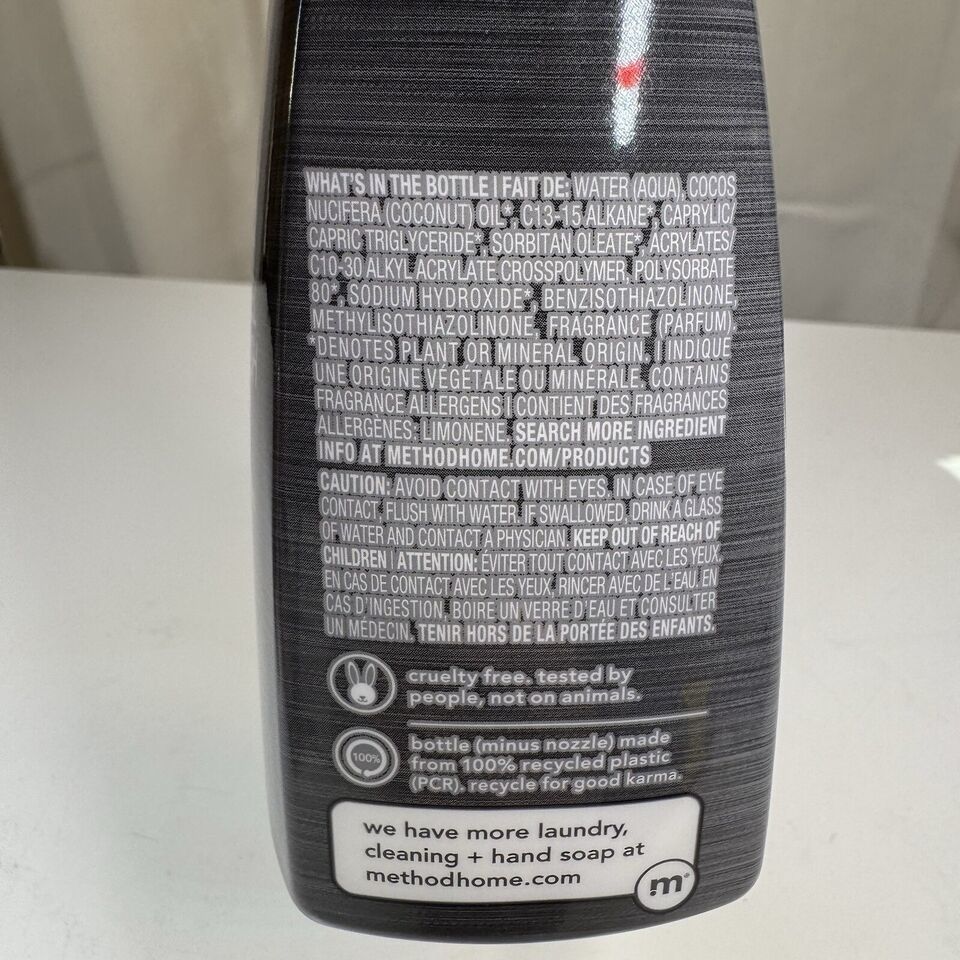 WHAT'S IN THE BOTTLE | FAIT DE: WATER (AQUA), COCOS
NUCIFERA (COCONUT) OIL*, C13-15 ALKANE*, CAPRYLIC/
CAPRIC TRIGLYCERIDE*, SORBITAN OLEATE*, ACRYLATES/
C10-30 ALKYL ACRYLATE CROSSPOLYMER, POLYSORBATE
80*, SODIUM HYDROXIDE*, BENZISOTHIAZOLINONE,
METHYLISOTHIAZOLINONE, FRAGRANCE (PARFUM).
*DENOTES PLANT OR MINERAL ORIGIN. | INDIQUE
UNE ORIGINE VÉGÉTALE OU MINÉRALE. CONTAINS
FRAGRANCE ALLERGENS | CONTIENT DES FRAGRANCES
ALLERGÈNES: LIMONENE. SEARCH MORE INGREDIENT
INFO AT METHODHOME.COM/PRODUCTS
CAUTION: AVOID CONTACT WITH EYES. IN CASE OF EYE
CONTACT, FLUSH WITH WATER. IF SWALLOWED, DRINK A GLASS
OF WATER AND CONTACT A PHYSICIAN. KEEP OUT OF REACH OF
CHILDREN | ATTENTION: ÉVITER TOUT CONTACT AVEC LES YEUX.
EN CAS DE CONTACT AVEC LES YEUX, RINCER AVEC DE L'EAU. EN
CAS D'INGESTION, BOIRE UN VERRE D'EAU ET CONSULTER
UN MÉDECIN. TENIR HORS DE LA PORTÉE DES ENFANTS.
cruelty free. tested by
people, not on animals.
100%
bottle (minus nozzle) made
from 100% recycled plastic
(PCR). recycle for good karma.
we have more laundry,
cleaning + hand soap at
methodhome.com
m®